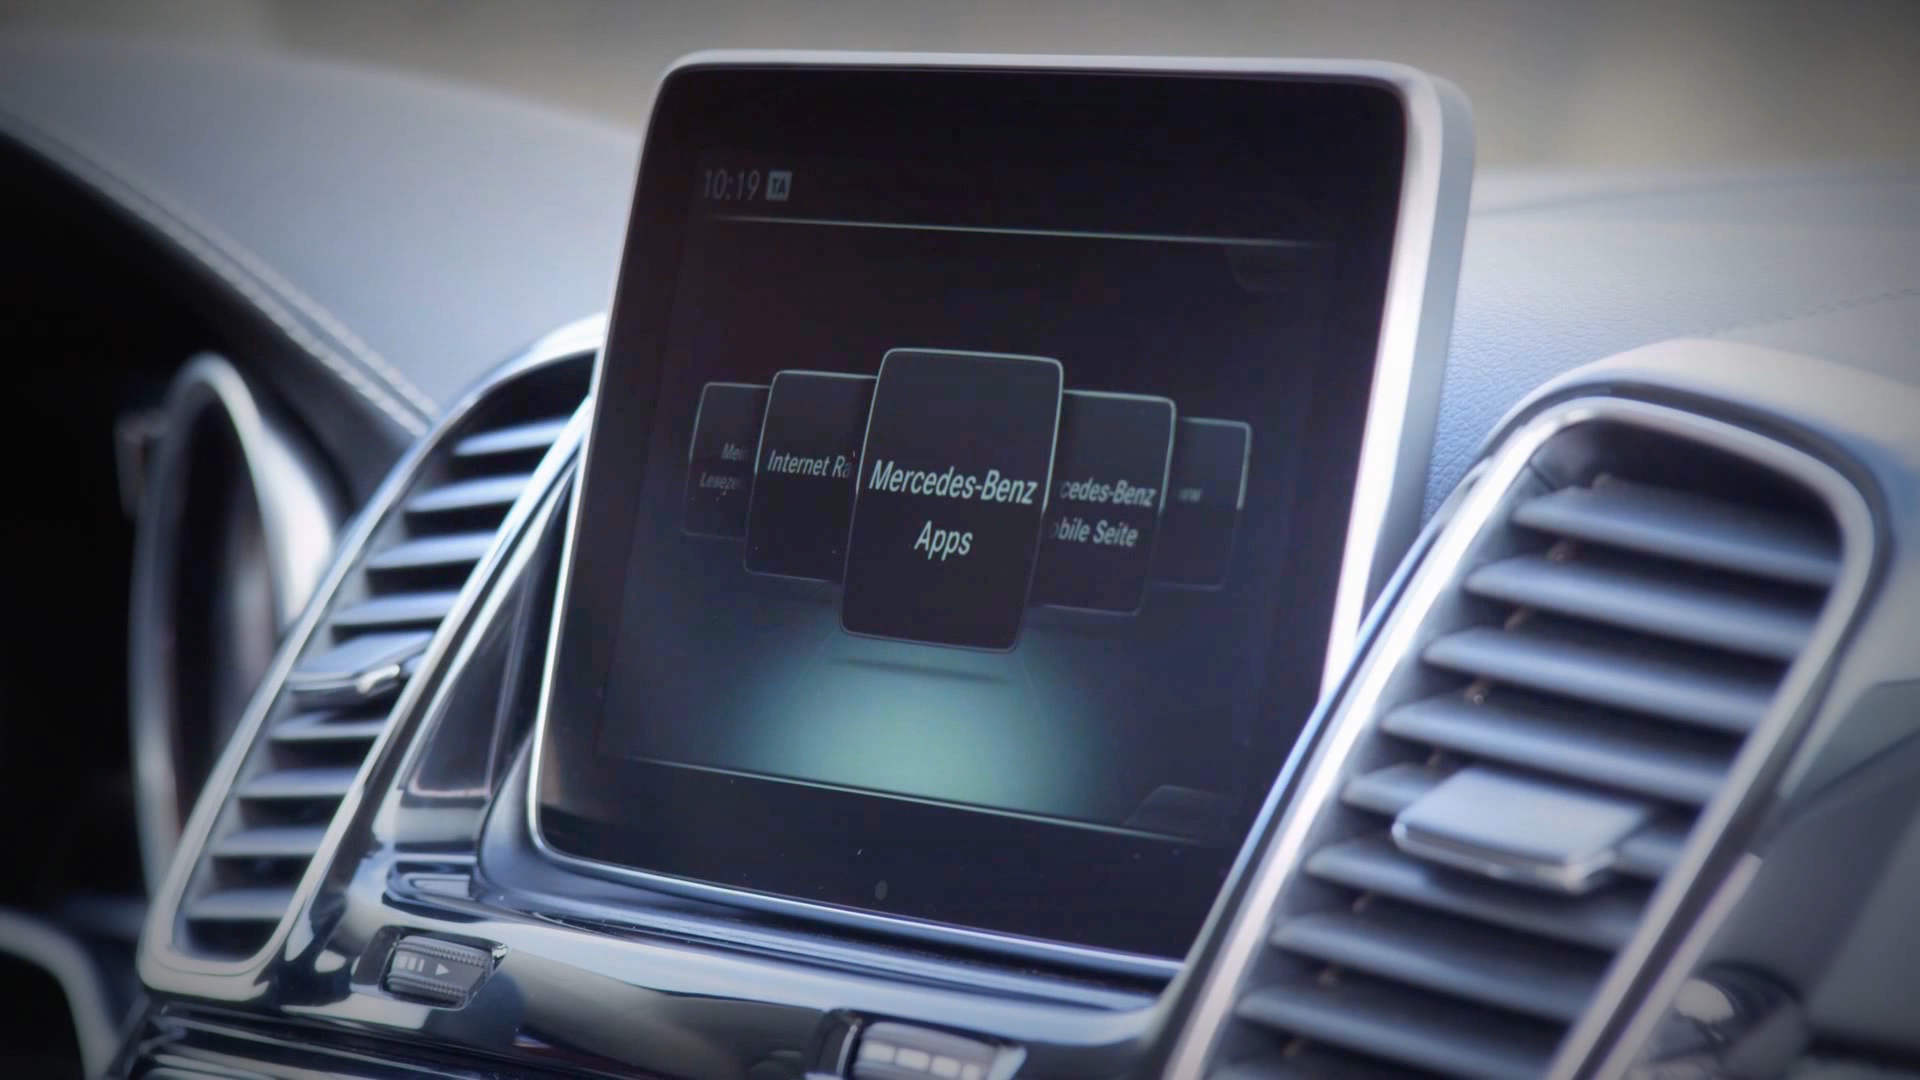 10:19 TA
Internet Ra
Mercedes-Benz
Apps
cedes-Benz
bile Seite